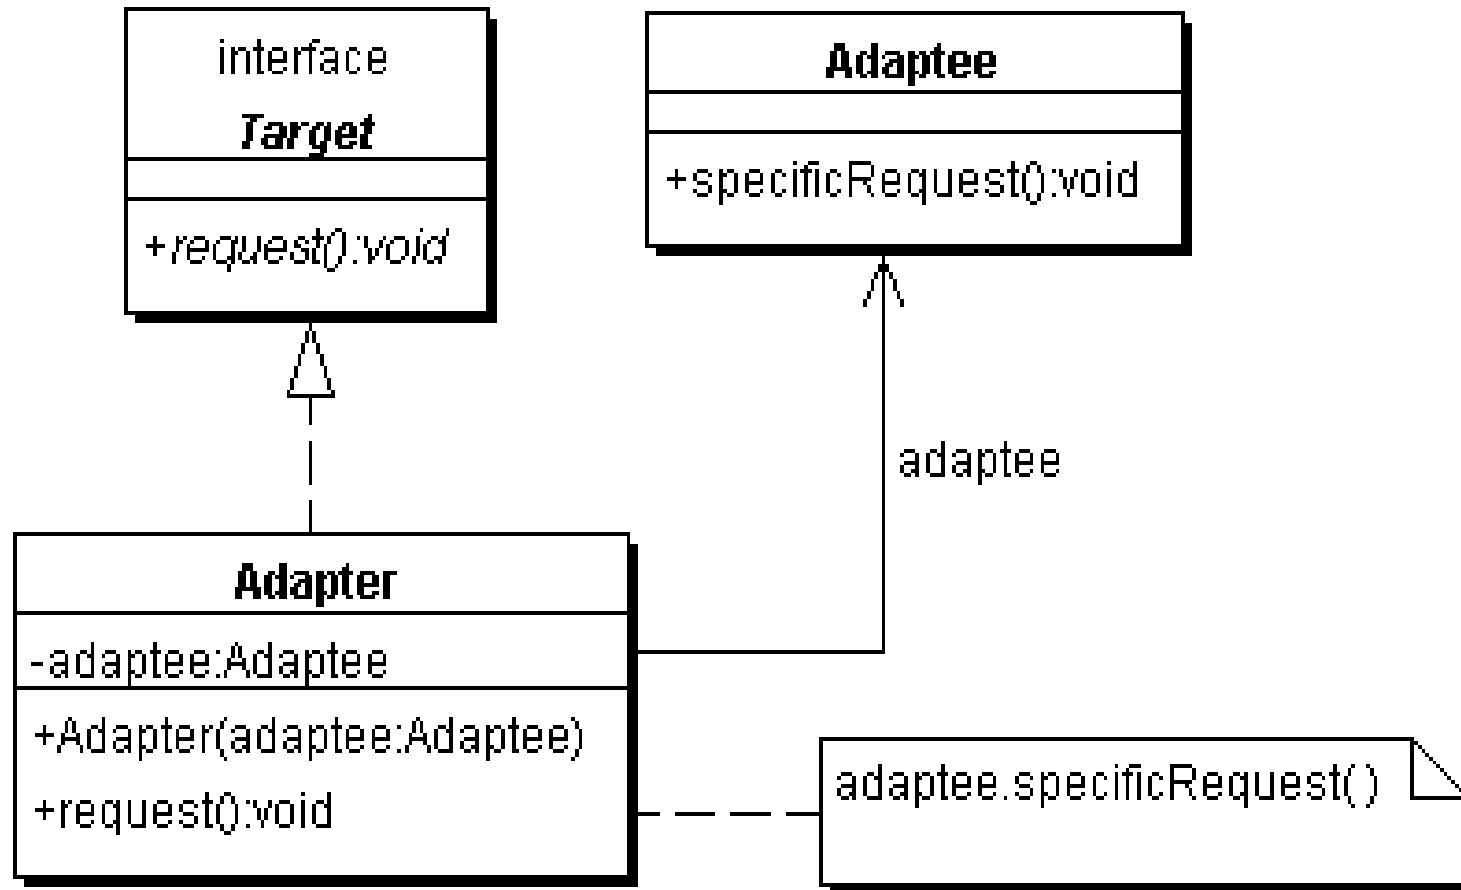 interface
Target
+request():void
Adaptee
+specificRequest():void
adaptee
Adapter
-adaptee:Adaptee
+Adapter(adaptee:Adaptee)
+request():void
adaptee.specificRequest()